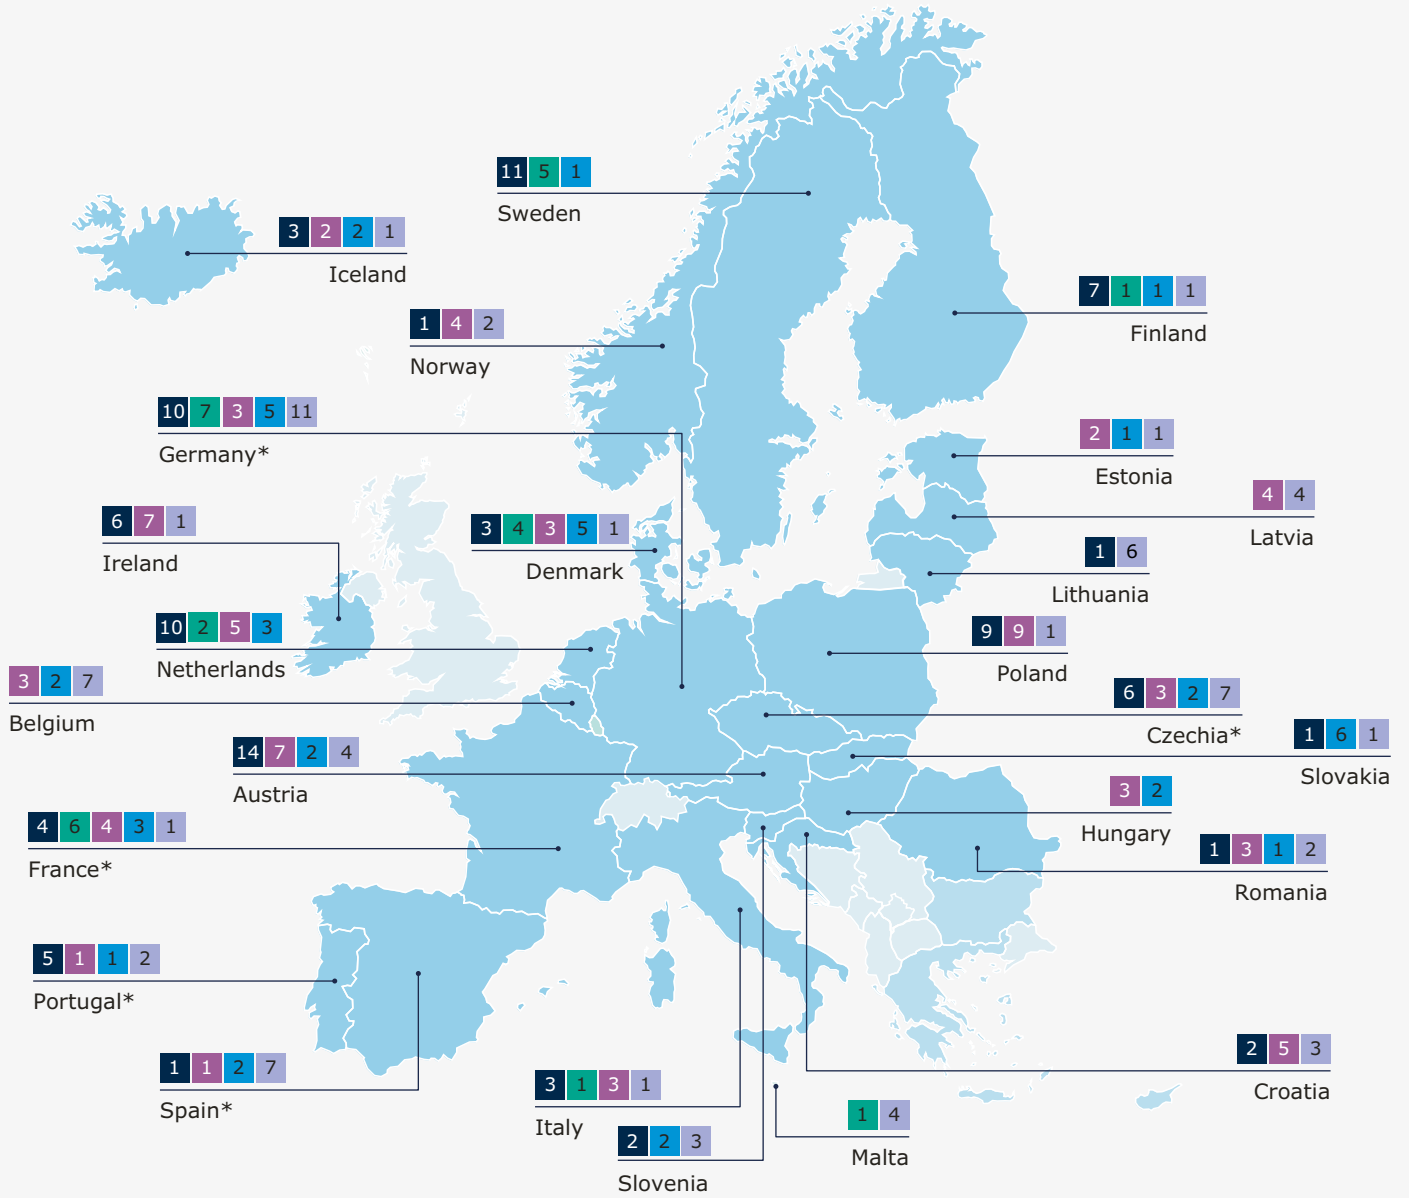 11 5 1
Sweden
3 2 2 1
Iceland
7 1 1 1
Finland
1 4 2
Norway
10 7 3 5 11
Germany*
2 1 1
Estonia
4 4
Latvia
6 7 1
Ireland
3 4 3 5 1
Denmark
1 6
Lithuania
10 2 5 3
Netherlands
9 9 1
Poland
3 2 7
Belgium
6 3 2 7
Czechia*
1 6 1
Slovakia
14 7 2 4
Austria
3 2
Hungary
4 6 4 3 1
France*
1 3 1 2
Romania
5 1 1 2
Portugal*
1 1 2 7
Spain*
2 5 3
Croatia
3 1 3 1
Italy
1 4
Malta
2 2 3
Slovenia